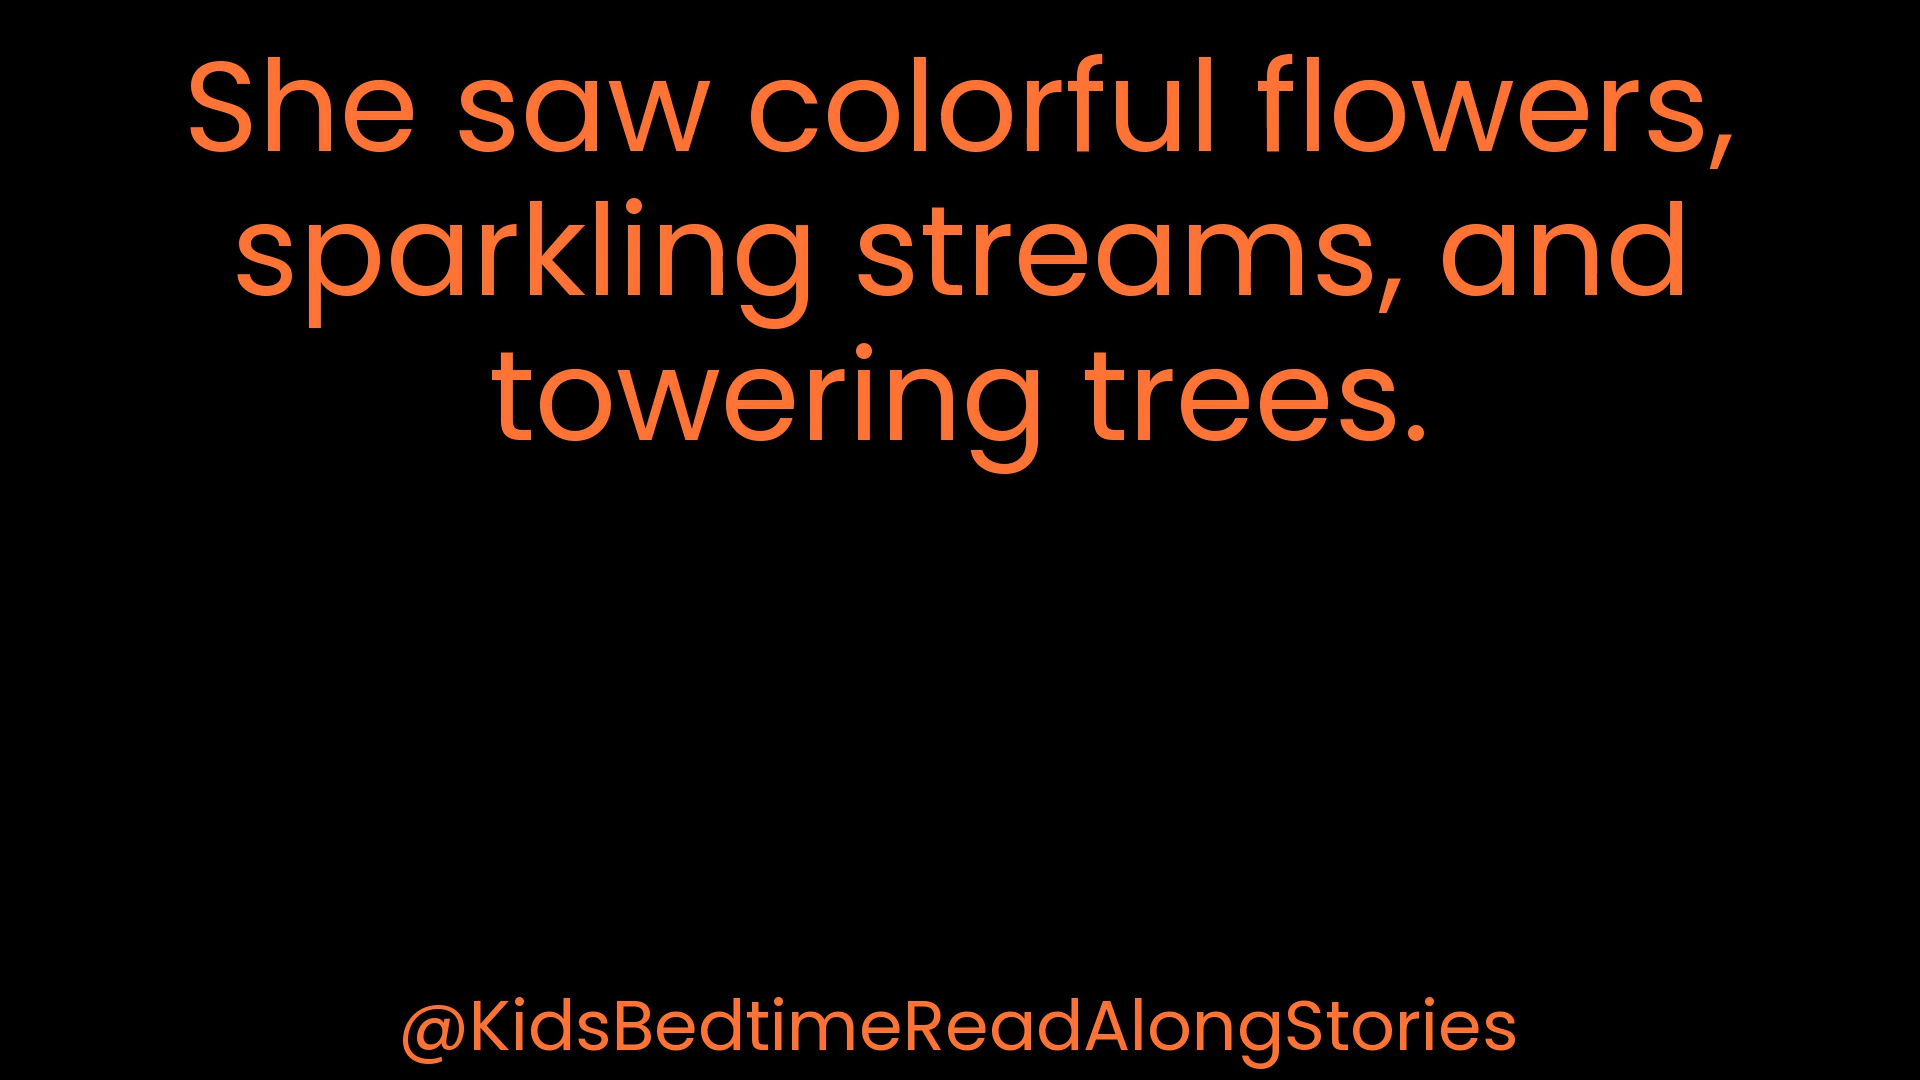 She saw colorful flowers,
sparkling streams, and
towering trees.
@KidsBedtimeReadAlongStories